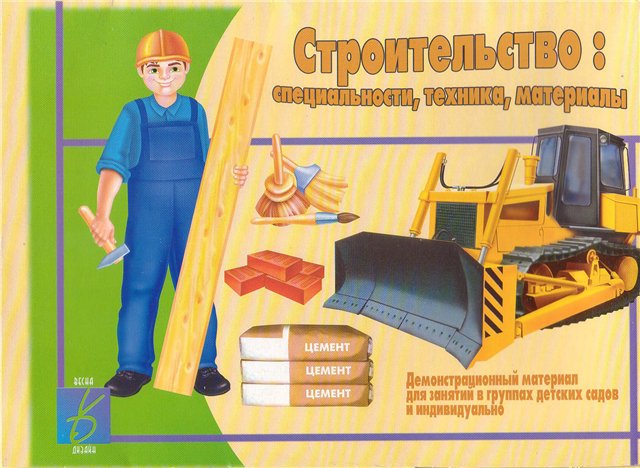 Строительство:
специальности, техника, материалы
ЦЕМЕНТ
ЦЕМЕНТ
ЦЕМЕНТ
Демонстрационный материал
для занятий в группах детских садов
и индивидуально
ВЕСНА
ДИЗАЙН